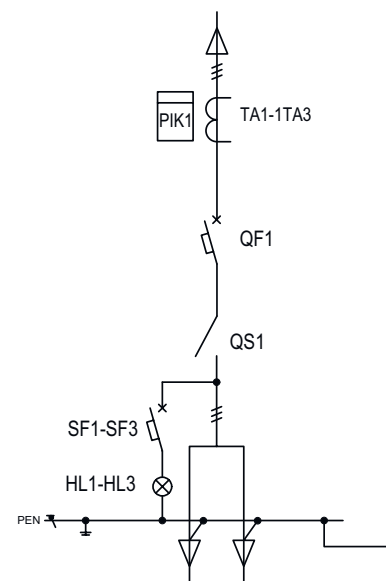 PIK1
TA1-1TA3
QF1
QS1
SF1-SF3
HL1-HL3
PEN